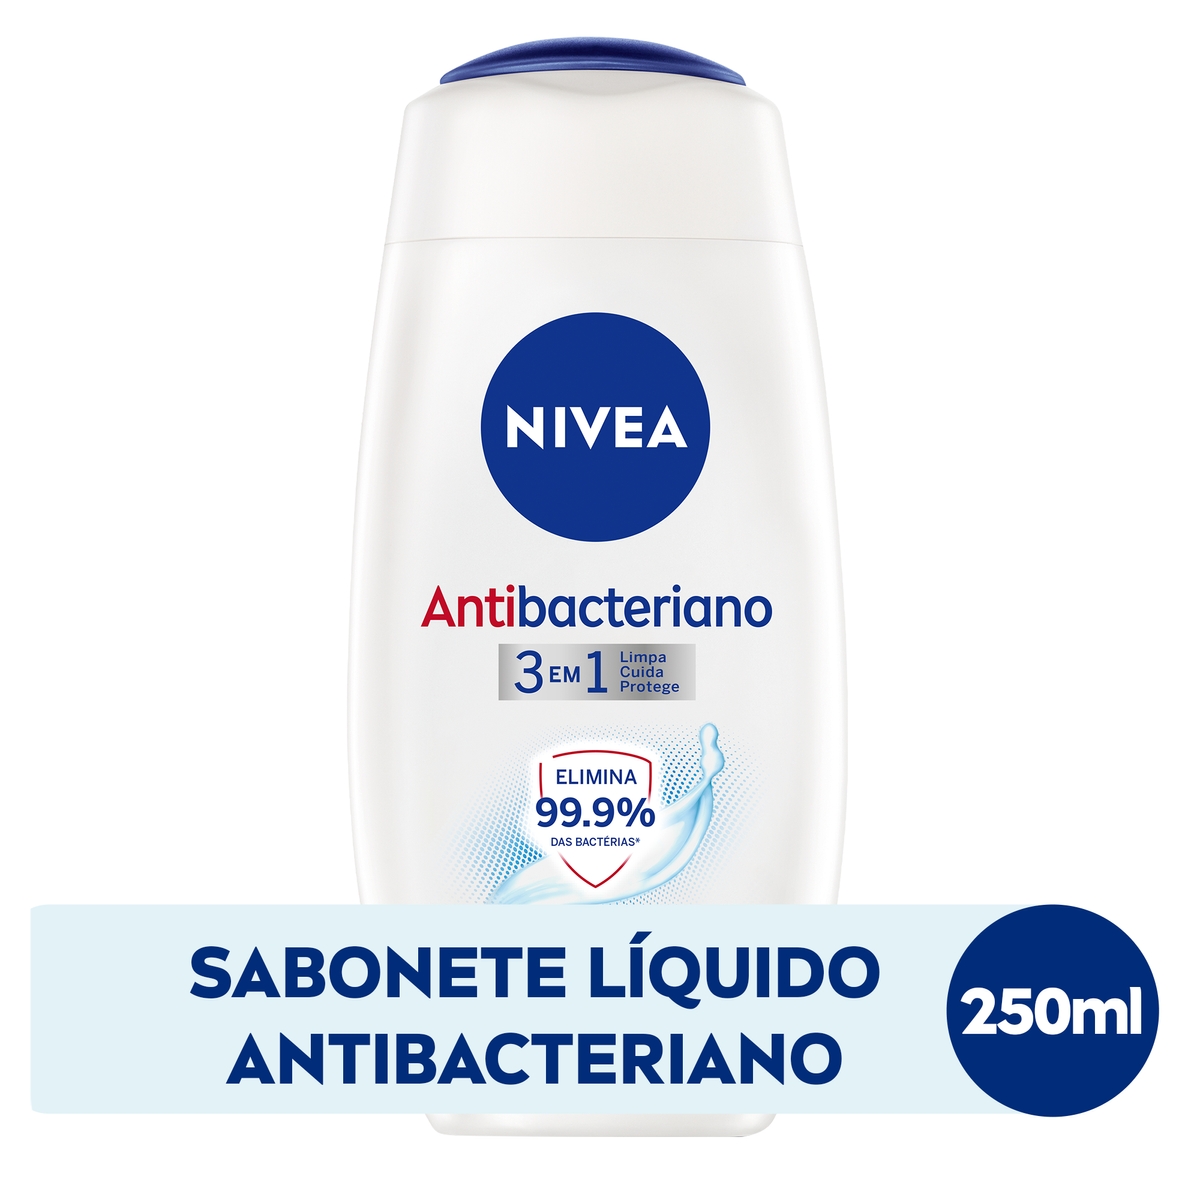 NIVEA
Antibacteriano
3 EM 1
Limpa
Cuida
Protege
ELIMINA
99.9%
DAS BACTÉRIAS*
SABONETE LÍQUIDO
ANTIBACTERIANO
250ml